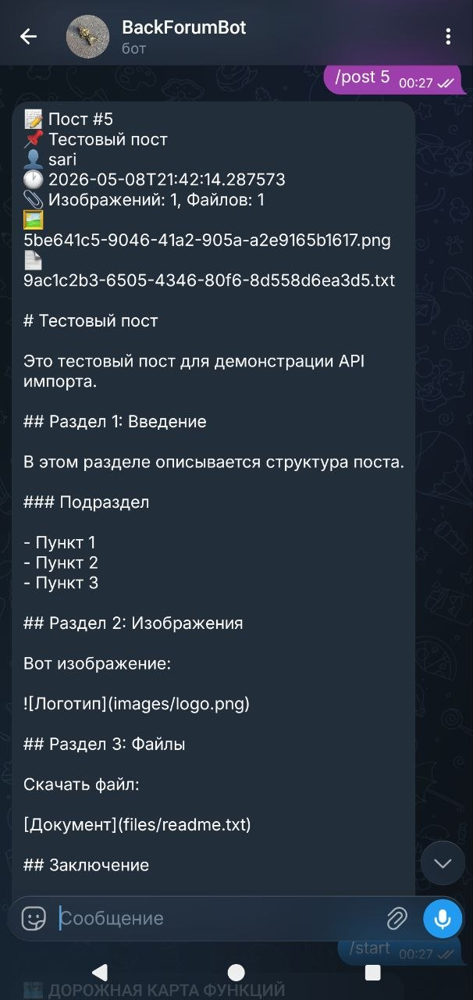 BackForumBot
бот
/post 5 00:27
Пост #5
Тестовый пост
sari
2026-05-08T21:42:14.287573
Изображений: 1, Файлов: 1
5be641c5-9046-41a2-905a-a2e9165b1617.png
9ac1c2b3-6505-4346-80f6-8d558d6ea3d5.txt
# Тестовый пост
Это тестовый пост для демонстрации API
импорта.
## Раздел 1: Введение
В этом разделе описывается структура поста.
### Подраздел
- Пункт 1
- Пункт 2
- Пункт 3
## Раздел 2: Изображения
Вот изображение:
![Логотип](images/logo.png)
## Раздел 3: Файлы
Скачать файл:
[Документ](files/readme.txt)
## Заключение
Сообщение
/start 00:27
ДОРОЖНАЯ КАРТА ФУНКЦИЙ